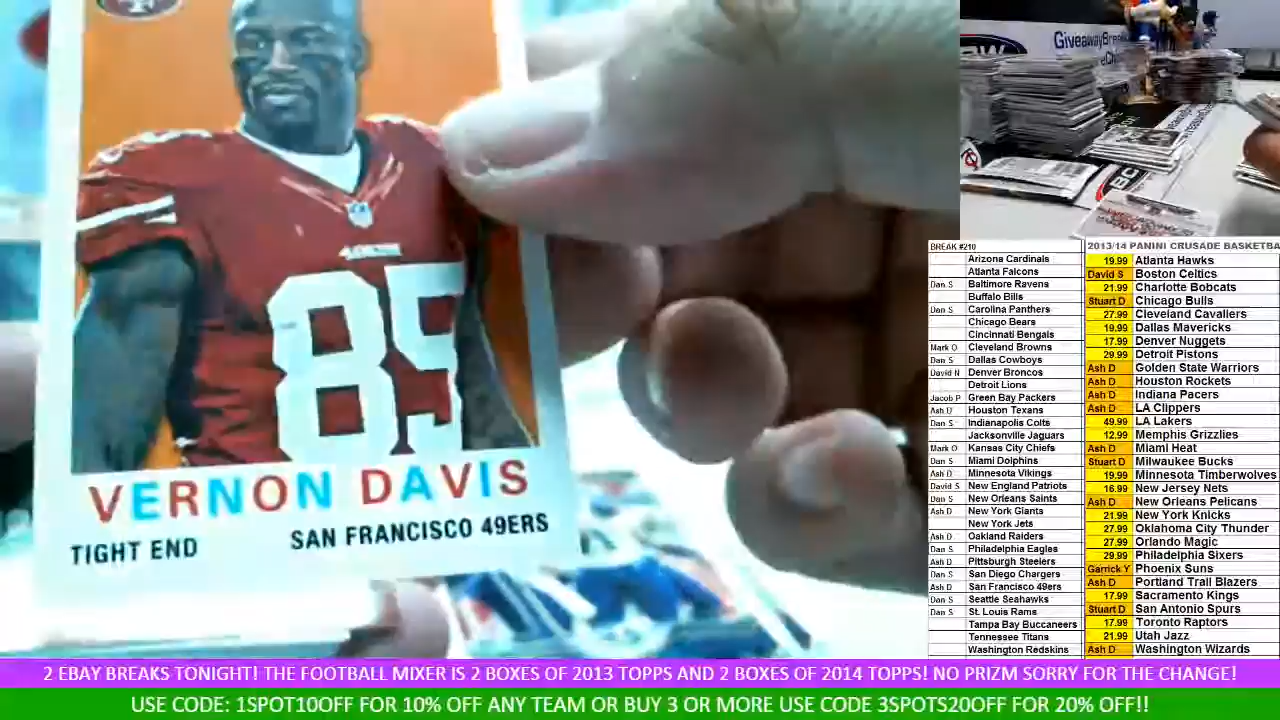 85
49ERS
85
VERNON DAVIS
TIGHT END
SAN FRANCISCO 49ERS
GiveawayBre
BREAK #210
Arizona Cardinals
Atlanta Falcons
Dan S Baltimore Ravens
Buffalo Bills
Dan S Carolina Panthers
Chicago Bears
Cincinnati Bengals
Mark O Cleveland Browns
Dan S Dallas Cowboys
David N Denver Broncos
Detroit Lions
Jacob P Green Bay Packers
Ash D Houston Texans
Dan S Indianapolis Colts
Jacksonville Jaguars
Mark O Kansas City Chiefs
Dan S Miami Dolphins
Ash D Minnesota Vikings
David S New England Patriots
Dan S New Orleans Saints
Ash D New York Giants
New York Jets
Ash D Oakland Raiders
Dan S Philadelphia Eagles
Ash D Pittsburgh Steelers
Dan S San Diego Chargers
Ash D San Francisco 49ers
Dan S Seattle Seahawks
Dan S St. Louis Rams
Tampa Bay Buccaneers
Tennessee Titans
Washington Redskins
2013/14 PANINI CRUSADE BASKETBA
19.99 Atlanta Hawks
David S Boston Celtics
21.99 Charlotte Bobcats
Stuart D Chicago Bulls
27.99 Cleveland Cavaliers
19.99 Dallas Mavericks
17.99 Denver Nuggets
29.99 Detroit Pistons
Ash D Golden State Warriors
Ash D Houston Rockets
Ash D Indiana Pacers
Ash D LA Clippers
49.99 LA Lakers
12.99 Memphis Grizzlies
Ash D Miami Heat
Stuart D Milwaukee Bucks
19.99 Minnesota Timberwolves
16.99 New Jersey Nets
Ash D New Orleans Pelicans
21.99 New York Knicks
27.99 Oklahoma City Thunder
27.99 Orlando Magic
29.99 Philadelphia Sixers
Garrick Y Phoenix Suns
Ash D Portland Trail Blazers
17.99 Sacramento Kings
Stuart D San Antonio Spurs
17.99 Toronto Raptors
21.99 Utah Jazz
Ash D Washington Wizards
2 EBAY BREAKS TONIGHT! THE FOOTBALL MIXER IS 2 BOXES OF 2013 TOPPS AND 2 BOXES OF 2014 TOPPS! NO PRIZM SORRY FOR THE CHANGE!
USE CODE: 1SPOT10OFF FOR 10% OFF ANY TEAM OR BUY 3 OR MORE USE CODE 3SPOTS20OFF FOR 20% OFF!!